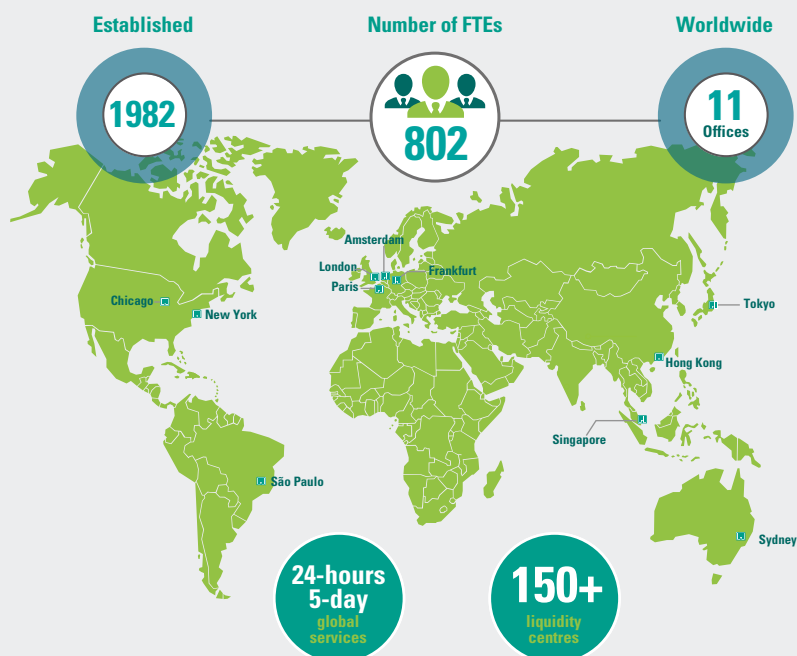 Established
Number of FTEs
Worldwide
1982
802
11
Offices
Amsterdam
London
Frankfurt
Paris
Chicago
New York
Tokyo
Hong Kong
Singapore
São Paulo
Sydney
24-hours
5-day
global
services
150+
liquidity
centres